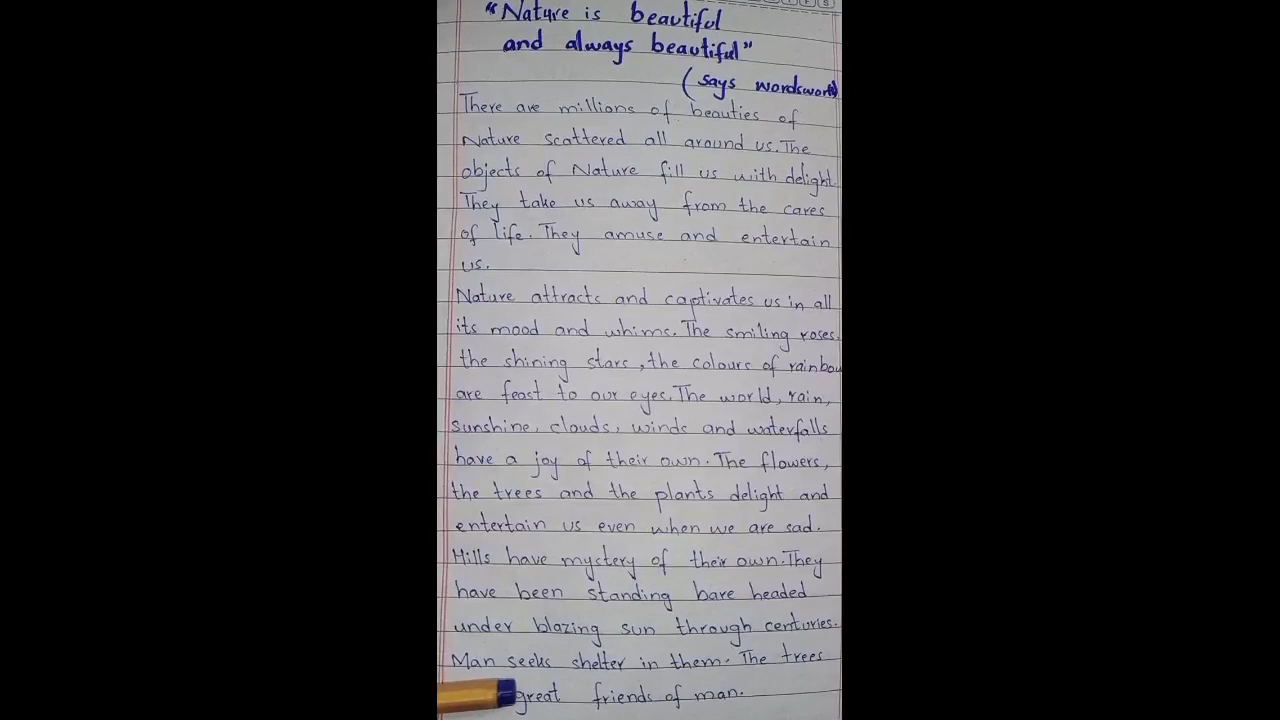 "Nature is beautiful
and always beautiful"
(says wordsworth)
There are millions of beauties of
Nature scattered all around us. The
objects of Nature fill us with delight.
They take us away from the cares
of life. They amuse and entertain
us.
Nature attracts and captivates us in all
its mood and whims. The smiling roses,
the shining stars, the colours of rainbow
are feast to our eyes. The world, rain,
sunshine, clouds, winds and waterfalls
have a joy of their own. The flowers,
the trees and the plants delight and
entertain us even when we are sad.
Hills have mystery of their own. They
have been standing bare headed
under blazing sun through centuries.
Man seeks shelter in them. The trees
great friends of man.